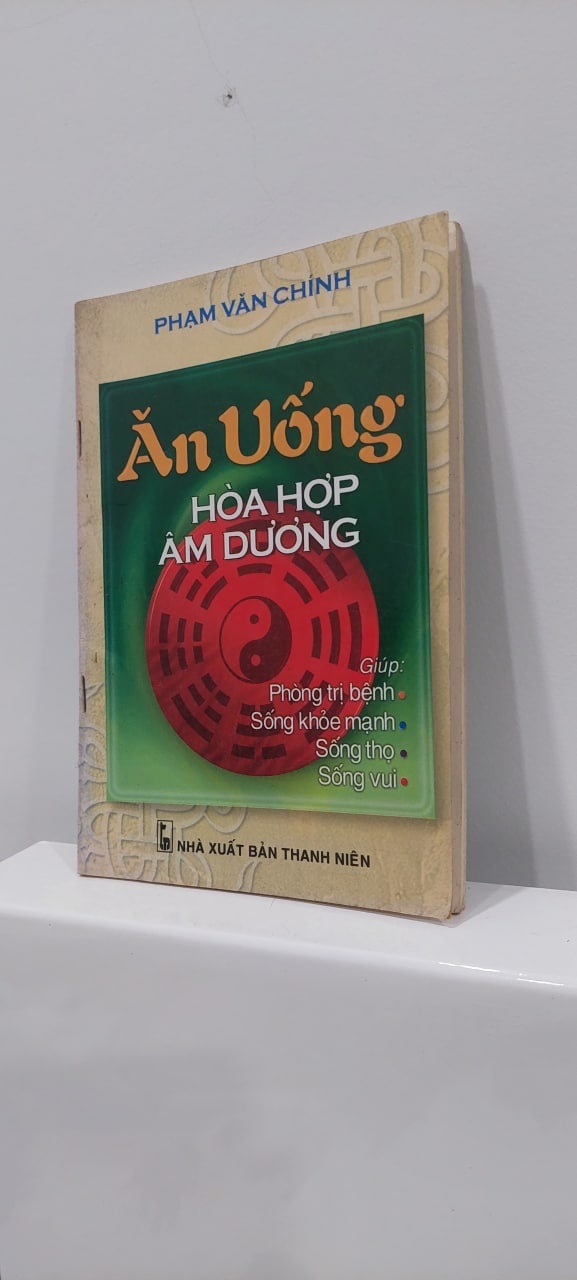 PHẠM VĂN CHÍNH
Ăn Uống
HÒA HỢP
ÂM DƯƠNG
Giúp:
Phòng trị bệnh
Sống khỏe mạnh
Sống thọ
Sống vui
NHÀ XUẤT BẢN THANH NIÊN